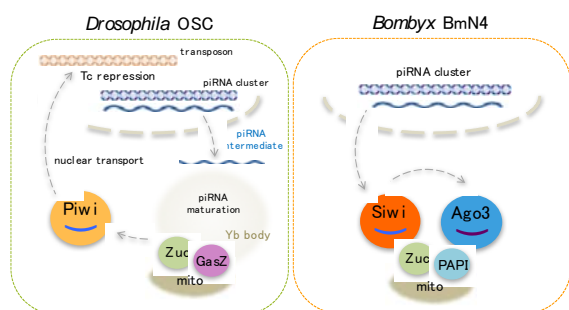 Drosophila OSC
transposon
Tc repression
piRNA cluster
piRNA
intermediate
nuclear transport
piRNA
maturation
Piwi
Yb body
Zuc
GasZ
mito
Bombyx BmN4
piRNA cluster
Siwi
Ago3
Zuc
PAPI
mito